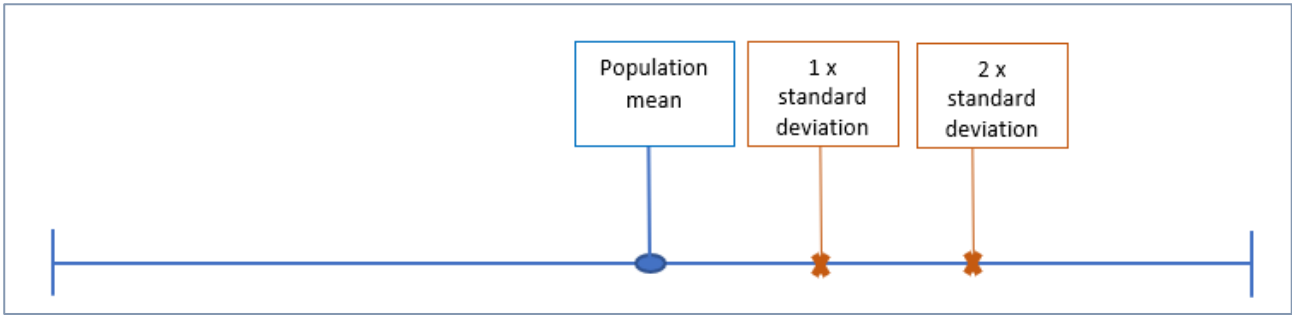 Population
mean
1 x
standard
deviation
2 x
standard
deviation